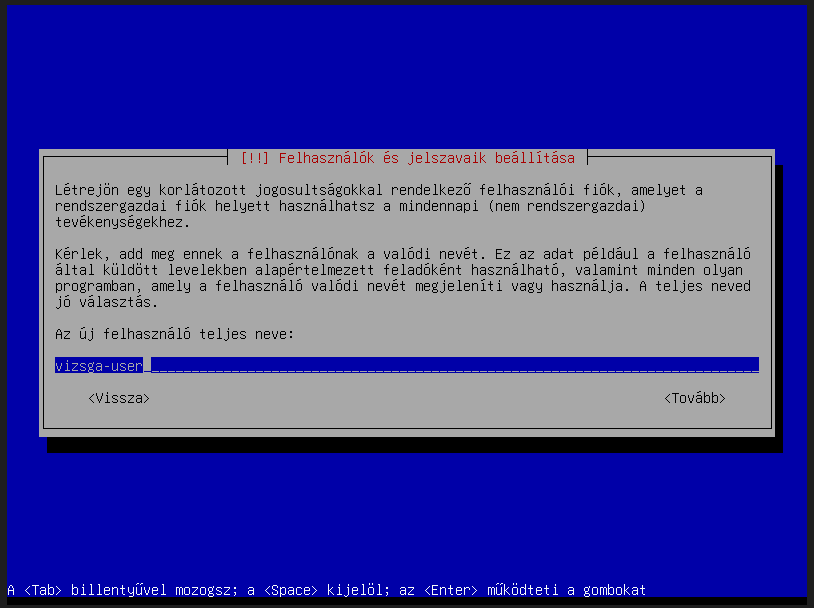 [!!] Felhasználók és jelszavaik beállítása
Létrejön egy korlátozott jogosultságokkal rendelkező felhasználói fiók, amelyet a
rendszergazdai fiók helyett használhatsz a mindennapi (nem rendszergazdai)
tevékenységekhez.
Kérlek, add meg ennek a felhasználónak a valódi nevét. Ez az adat például a felhasználó
által küldött levelekben alapértelmezett feladóként használható, valamint minden olyan
programban, amely a felhasználó valódi nevét megjeleníti vagy használja. A teljes neved
jó választás.
Az új felhasználó teljes neve:
vizsga-user
<Vissza> <Tovább>
A <Tab> billentyűvel mozogsz; a <Space> kijelöl; az <Enter> működteti a gombokat